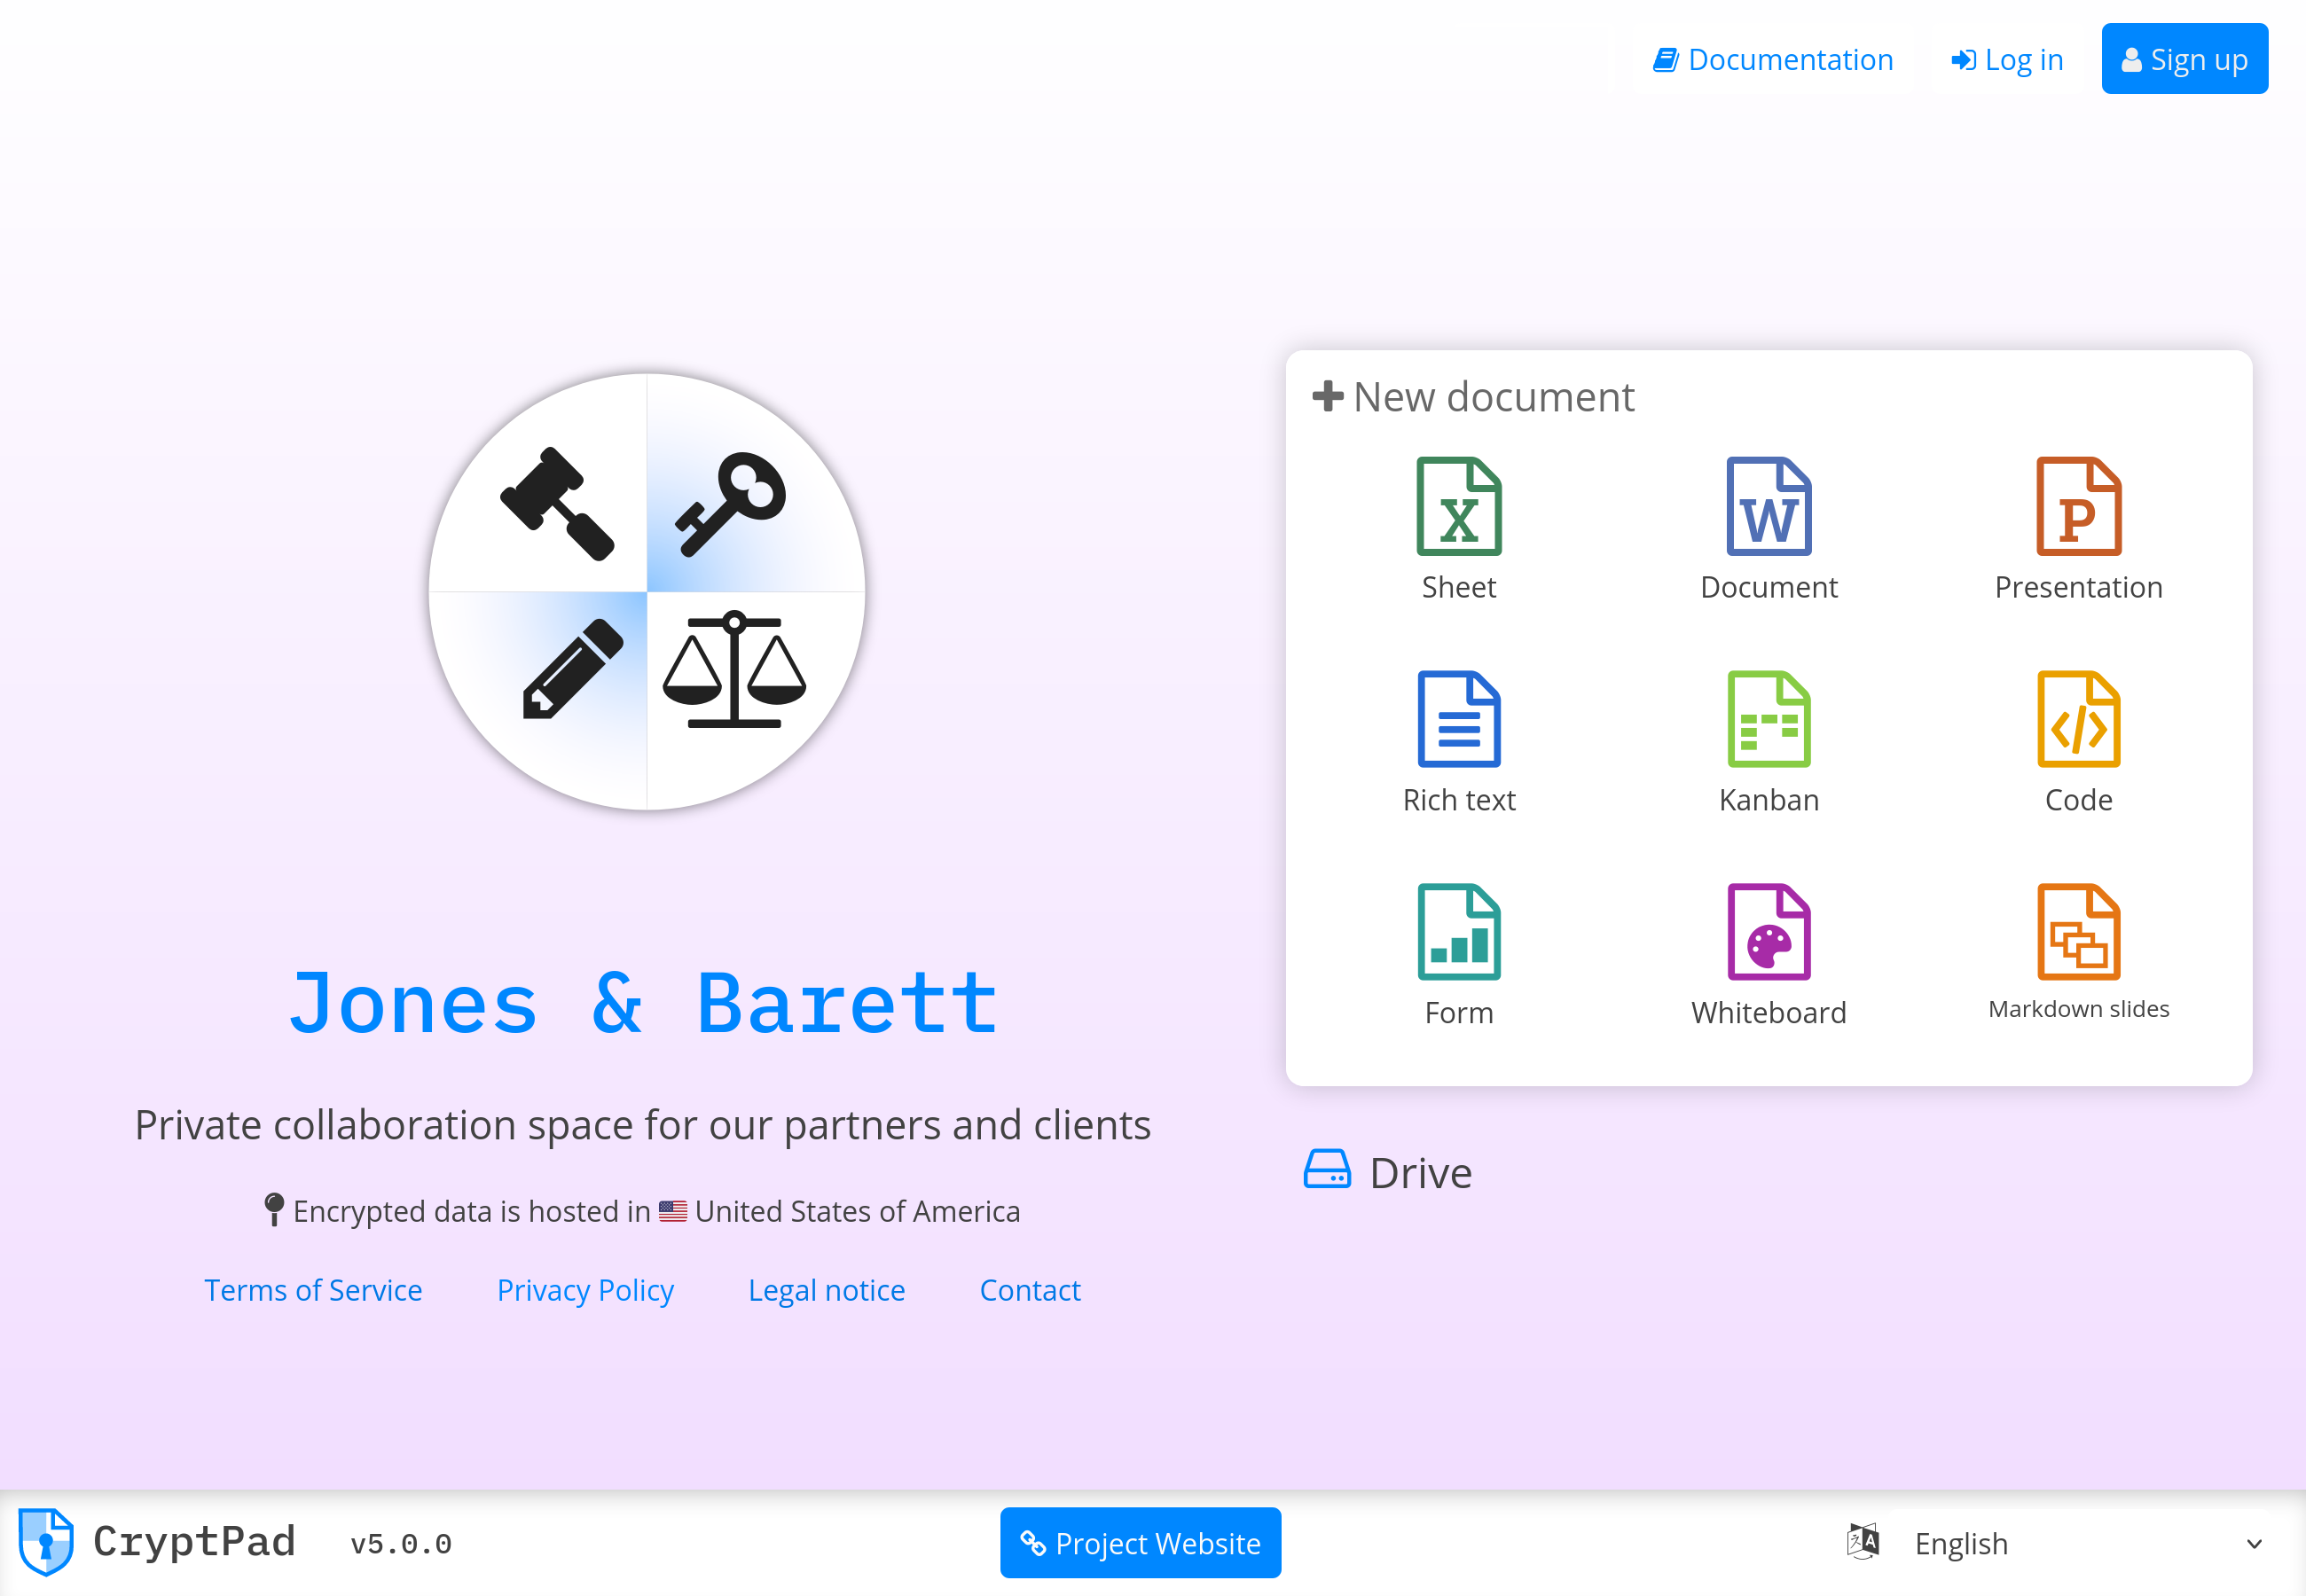 Documentation
Log in
Sign up
New document
X
W
P
Sheet
Document
Presentation
Rich text
Kanban
Code
Form
Whiteboard
Markdown slides
Drive
Jones & Barett
Private collaboration space for our partners and clients
Encrypted data is hosted in United States of America
Terms of Service
Privacy Policy
Legal notice
Contact
CryptPad
v5.0.0
Project Website
English